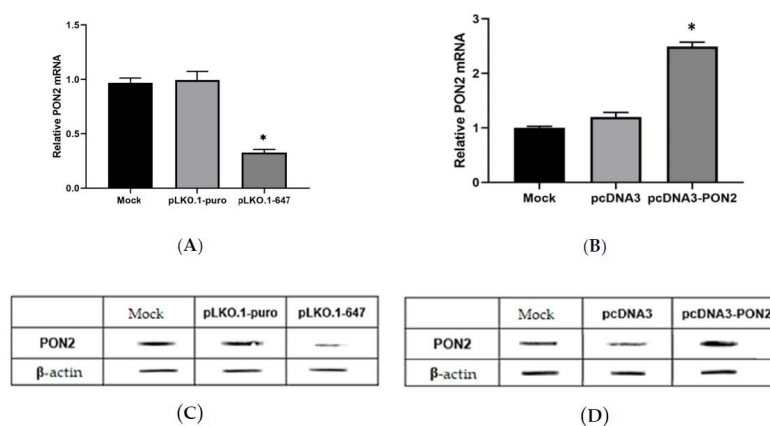 1.5
1.0
0.5
0.0
Relative PON2 mRNA
*
Mock pLKO.1-puro pLKO.1-647
(A)
3
2
1
0
Relative PON2 mRNA
*
Mock pcDNA3 pcDNA3-PON2
(B)
Mock pLKO.1-puro pLKO.1-647
PON2
β-actin
(C)
Mock pcDNA3 pcDNA3-PON2
PON2
β-actin
(D)